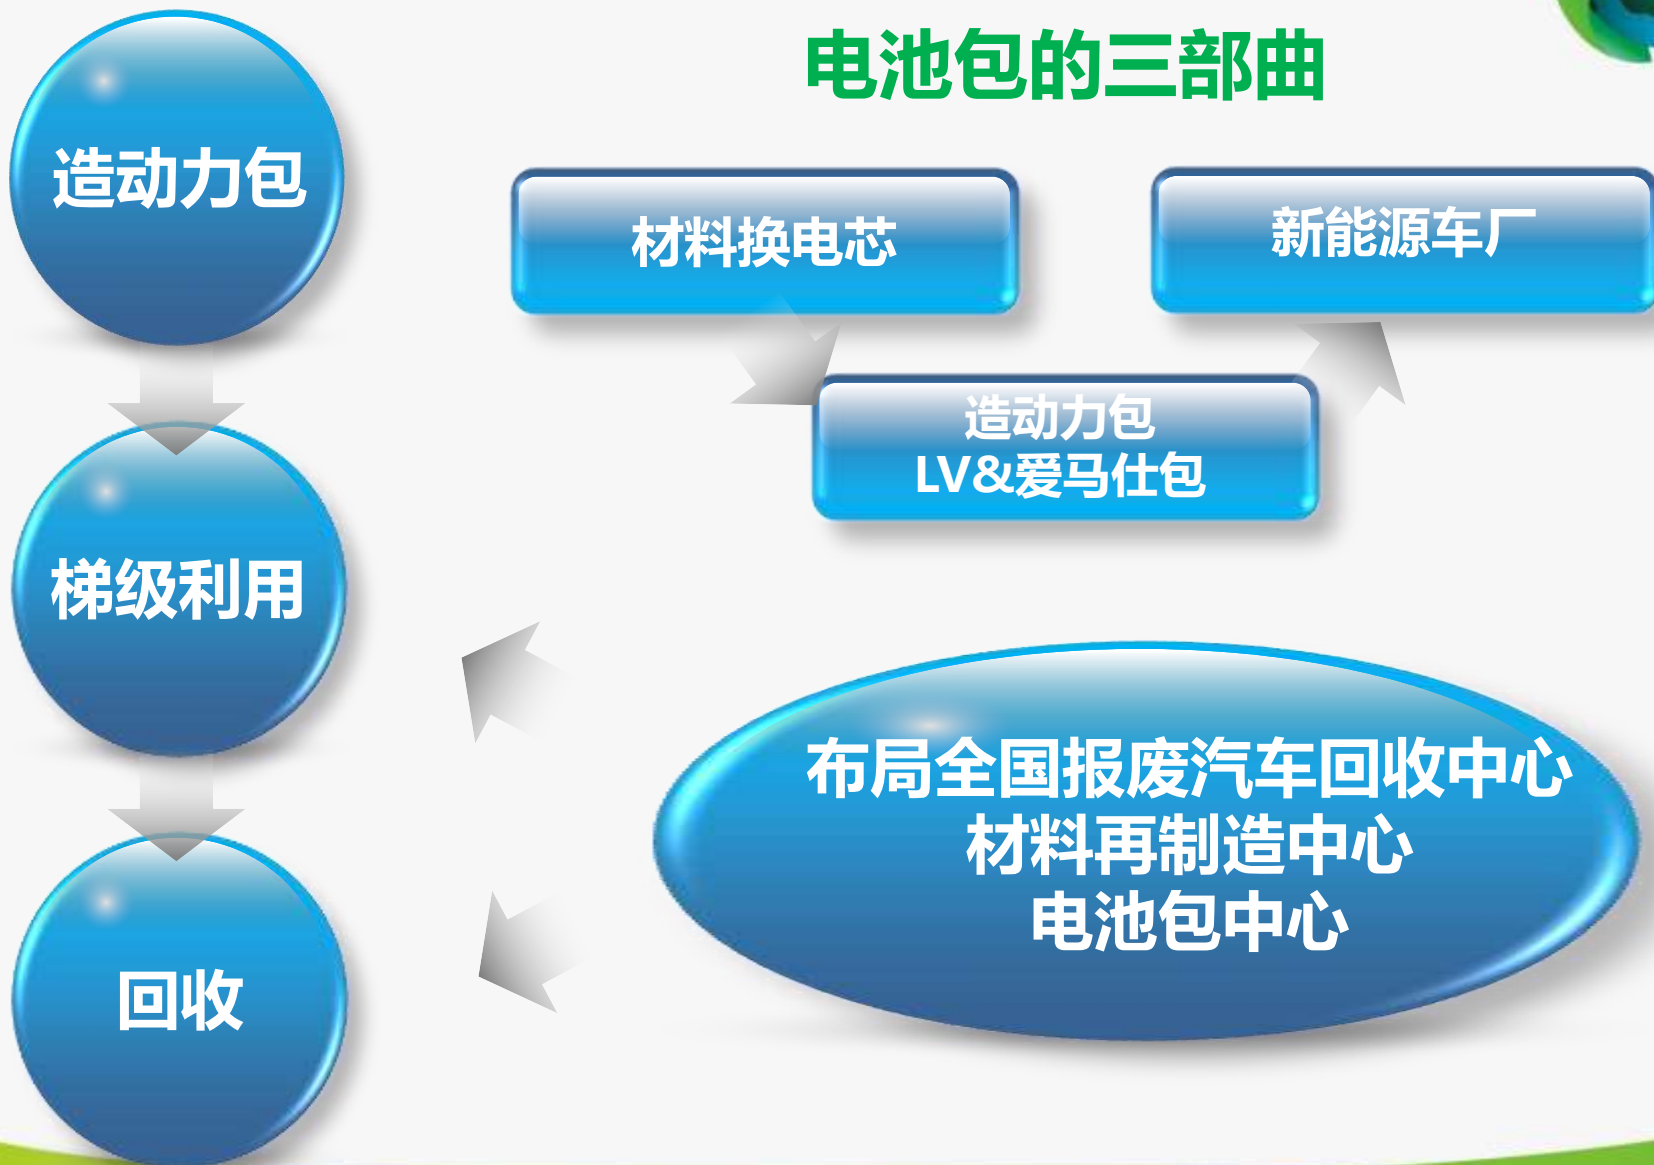 电池包的三部曲
造动力包
梯级利用
回收
材料换电芯
造动力包
LV&爱马仕包
新能源车厂
布局全国报废汽车回收中心
材料再制造中心
电池包中心